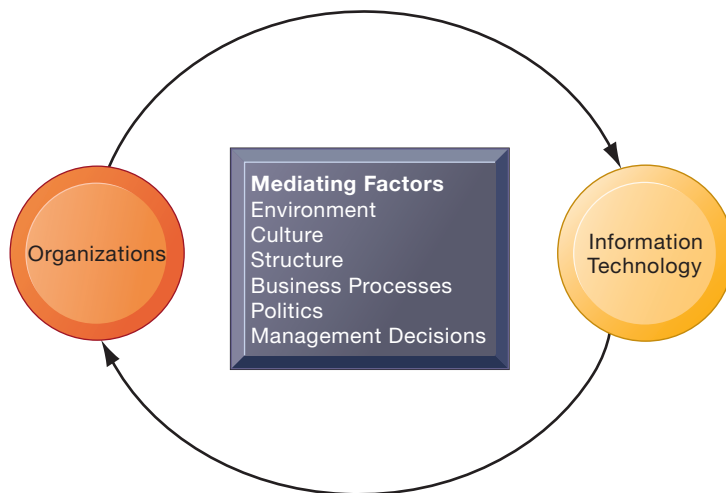 Organizations
Mediating Factors
Environment
Culture
Structure
Business Processes
Politics
Management Decisions
Information
Technology